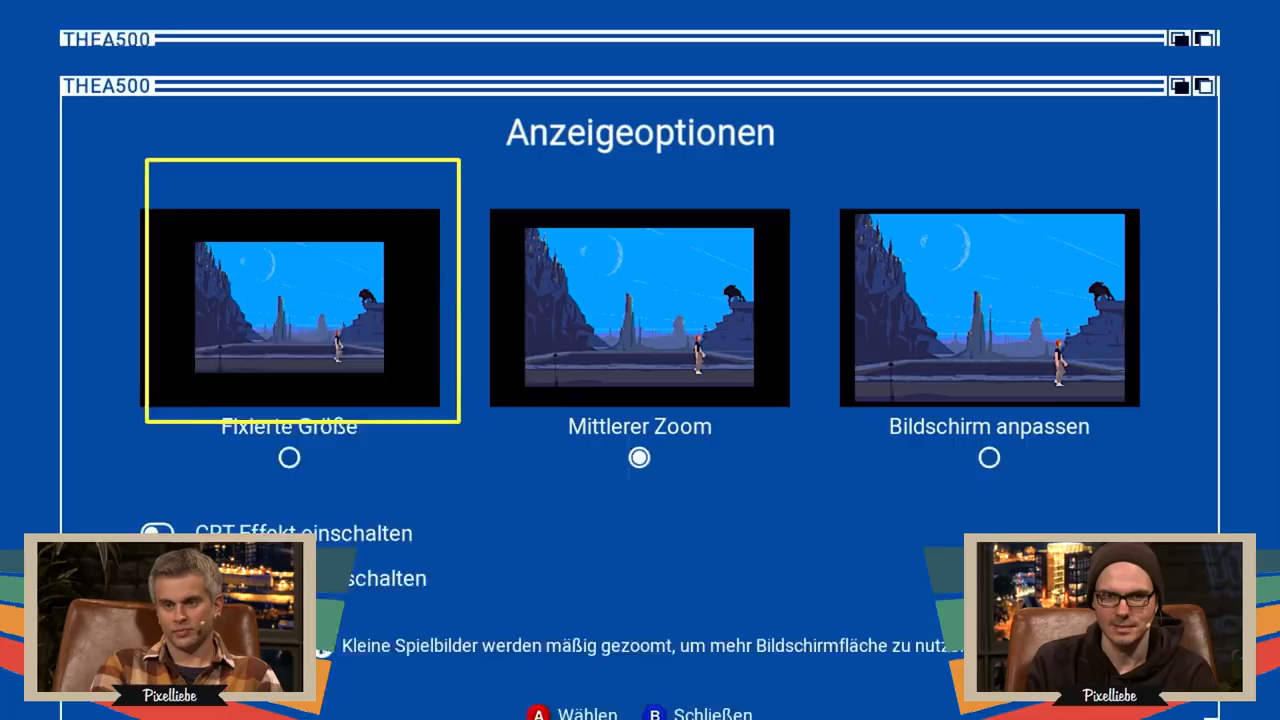 THEA500
THEA500
Anzeigeoptionen
Fixierte Größe
Mittlerer Zoom
Bildschirm anpassen
CRT Effekt einschalten
schalten
Kleine Spielbilder werden mäßig gezoomt, um mehr Bildschirmfläche zu
A Wählen B Schließen
Pixelliebe
Pixelliebe